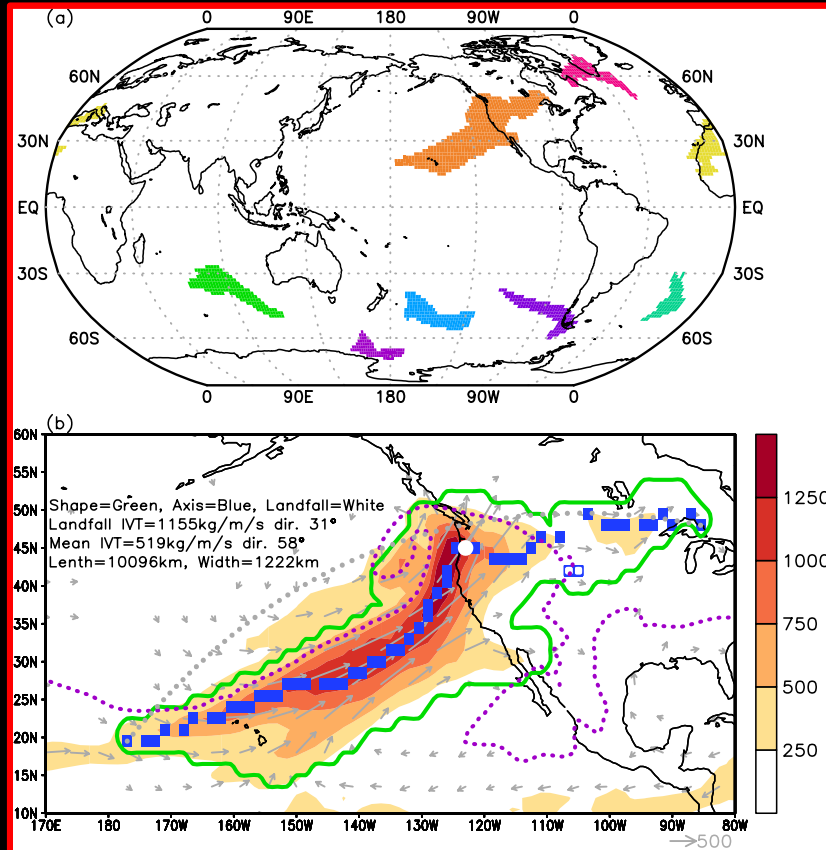 (a)
0 90E 180 90W 0
60N 60N
30N 30N
EQ EQ
30S 30S
60S 60S
0 90E 180 90W 0
(b)
60N
55N
50N
Shape=Green, Axis=Blue, Landfall=White
Landfall IVT=1155kg/m/s dir. 31°
Mean IVT=519kg/m/s dir. 58°
Lenth=10096km, Width=1222km
45N
40N
35N
30N
25N
20N
15N
10N
170E 180 170W 160W 150W 140W 130W 120W 110W 100W 90W 80W
1250
1000
750
500
250
500